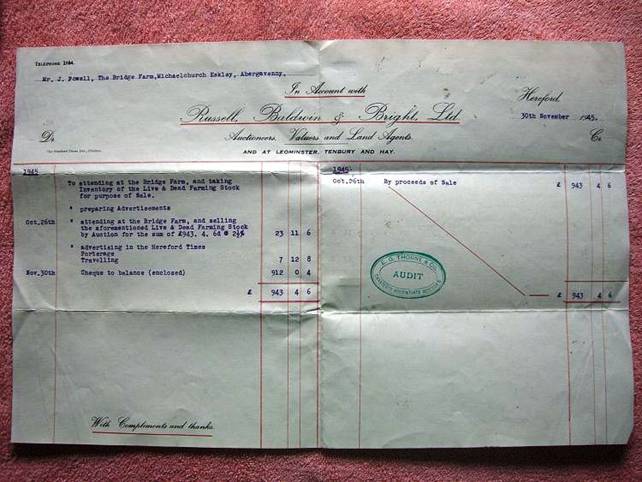 TELEPHONE 2184.
Mr. J. Powell, The Bridge Farm, Michaelchurch Eskley, Abergavenny.
In Account with
Hereford.
Russell, Baldwin & Bright, Ltd
30th November 1945.
Dr
Auctioneers, Valuers and Land Agents.
Cr
AND AT LEOMINSTER, TENBURY AND HAY.
1945
To attending at the Bridge Farm, and taking
Inventory of the Live & Dead Farming Stock
for purpose of Sale.
" preparing Advertisements
Oct.26th " attending at the Bridge Farm, and selling
the aforementioned Live & Dead Farming Stock
by Auction for the sum of £943. 4. 6d @ 2½% 23 11 6
" advertising in the Hereford Times
Porterage
Travelling 7 12 8
Nov.30th Cheque to balance (enclosed) 912 0 4
£ 943 4 6
With Compliments and thanks.
1945
Oct.26th By proceeds of Sale £ 943 4 6
AUDIT
£ 943 4 6